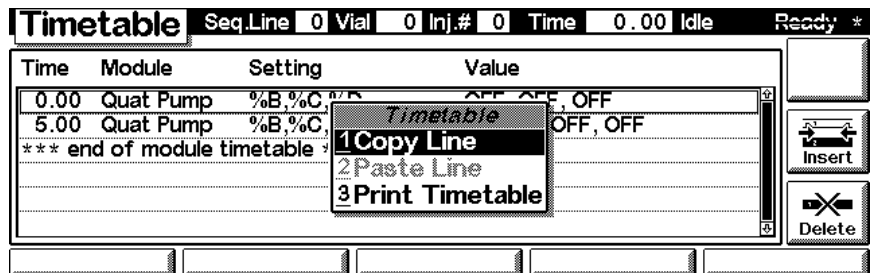 Timetable Seq.Line 0 Vial 0 Inj.# 0 Time 0.00 Idle Ready *
Time Module Setting Value
0.00 Quat Pump %B,%C,%D OFF, OFF, OFF
5.00 Quat Pump %B,%C, OFF, OFF
*** end of module timetable *
Timetable
1 Copy Line
2 Paste Line
3 Print Timetable
Insert
Delete